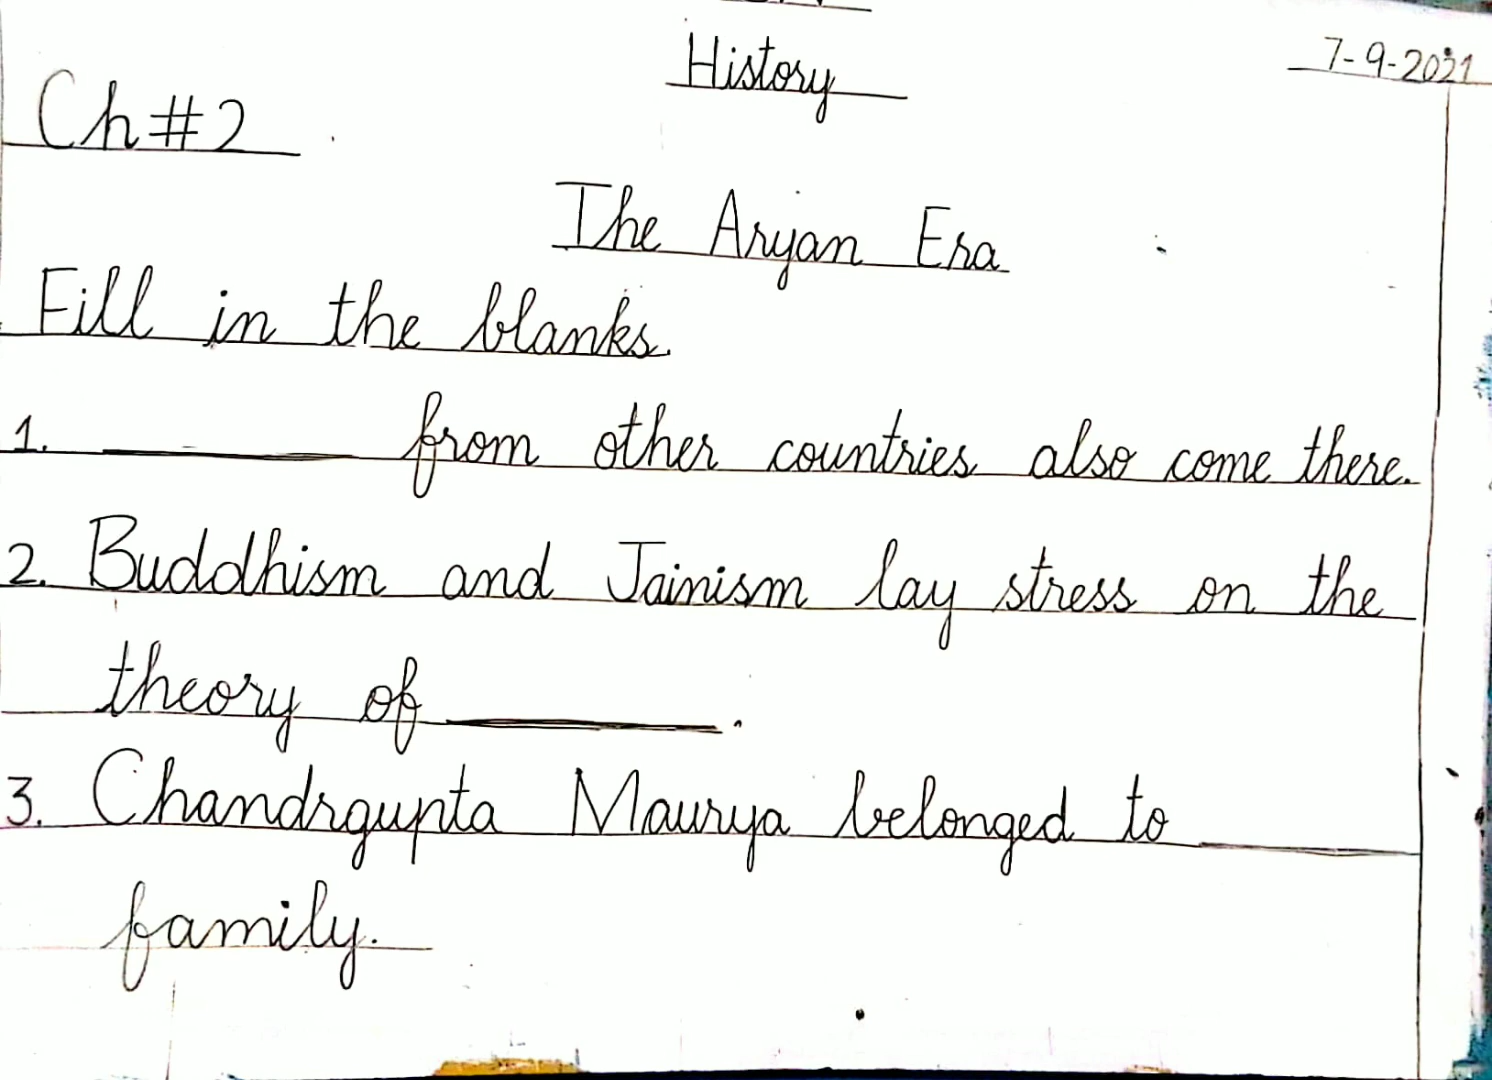 History
7-9-2021
Ch#2
The Aryan Era
Fill in the blanks.
1. ________ from other countries also come there.
2. Buddhism and Jainism lay stress on the
theory of ________.
3. Chandrgupta Maurya belonged to ________
family.